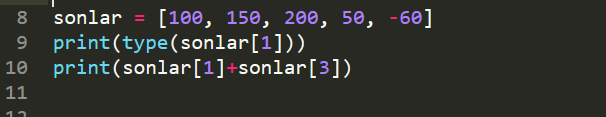 8 sonlar = [100, 150, 200, 50, -60]
9 print(type(sonlar[1]))
10 print(sonlar[1]+sonlar[3])
11